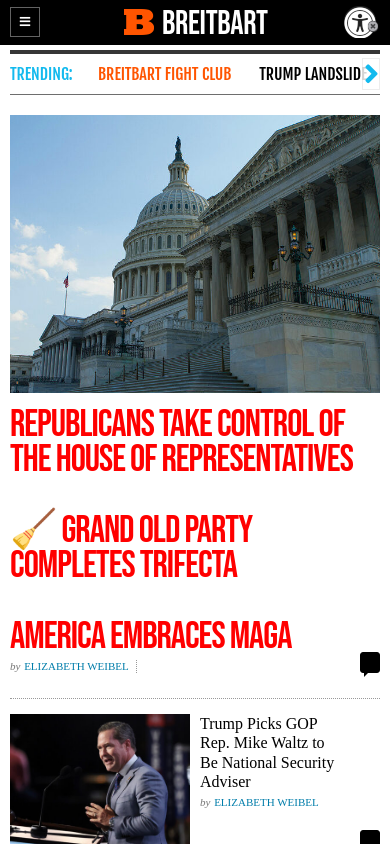 BREITBART
TRENDING: BREITBART FIGHT CLUB TRUMP LANDSLID
REPUBLICANS TAKE CONTROL OF
THE HOUSE OF REPRESENTATIVES
GRAND OLD PARTY
COMPLETES TRIFECTA
AMERICA EMBRACES MAGA
by ELIZABETH WEIBEL
Trump Picks GOP
Rep. Mike Waltz to
Be National Security
Adviser
by ELIZABETH WEIBEL